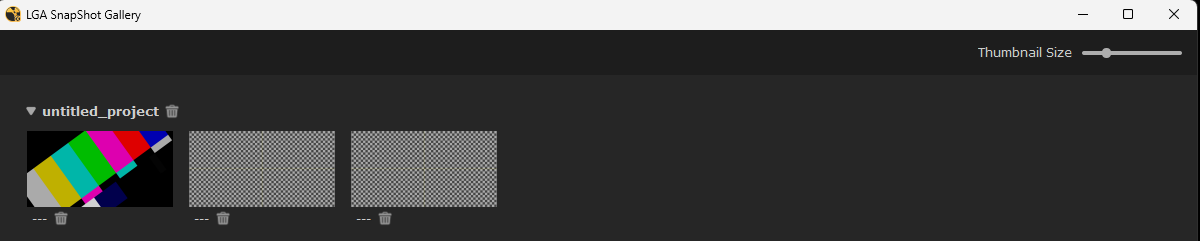 LGA SnapShot Gallery
Thumbnail Size
untitled_project
--- --- ---